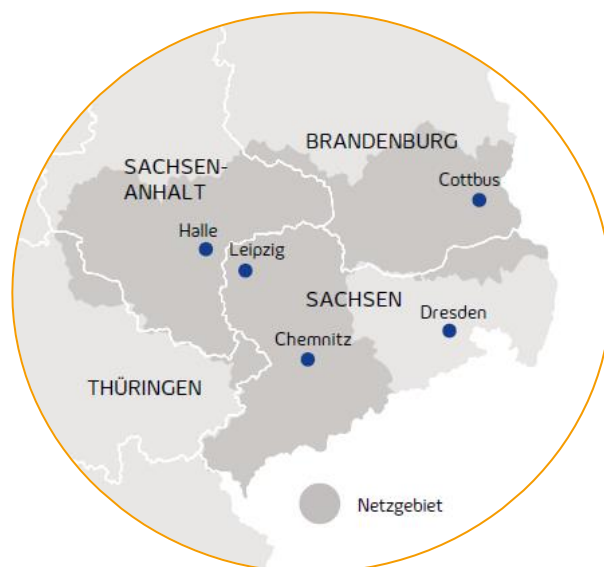 BRANDENBURG
SACHSEN-
ANHALT
Cottbus
Halle
Leipzig
SACHSEN
Dresden
Chemnitz
THÜRINGEN
Netzgebiet